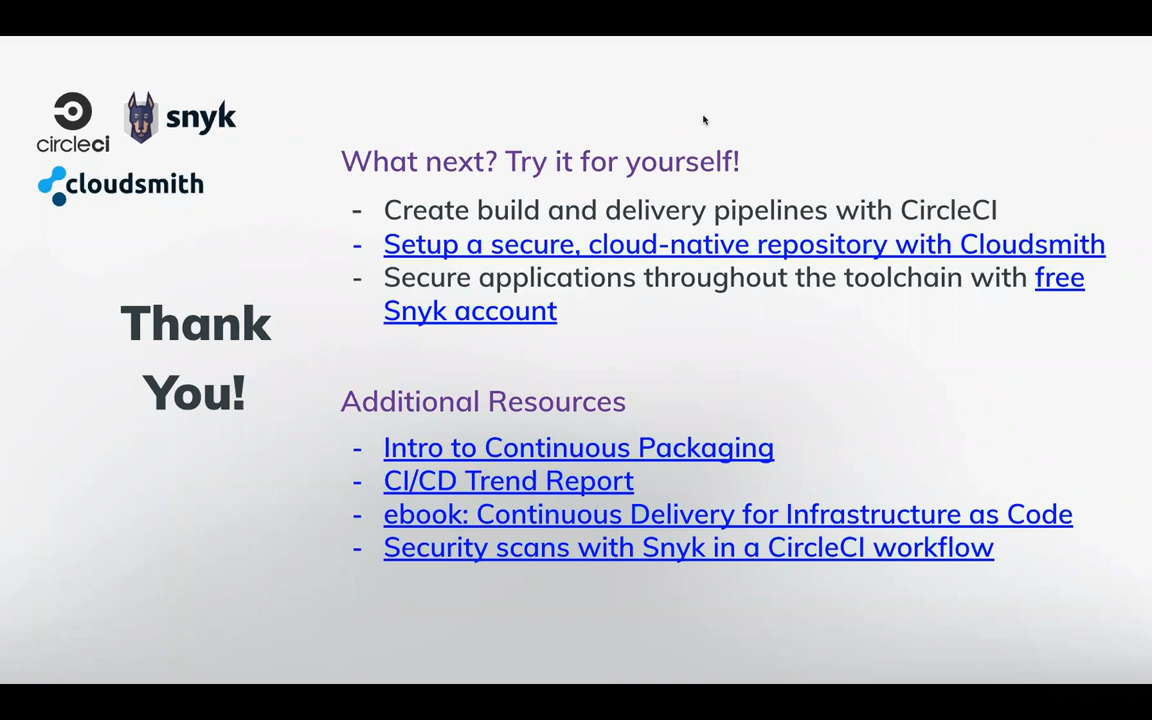 circleci
snyk
cloudsmith
Thank
You!
What next? Try it for yourself!
- Create build and delivery pipelines with CircleCI
- Setup a secure, cloud-native repository with Cloudsmith
- Secure applications throughout the toolchain with free
Snyk account
Additional Resources
- Intro to Continuous Packaging
- CI/CD Trend Report
- ebook: Continuous Delivery for Infrastructure as Code
- Security scans with Snyk in a CircleCI workflow